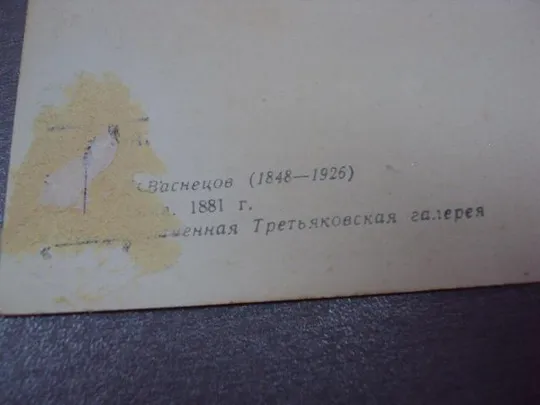 Васнецов (1848—1926)
1881 г.
Третьяковская галерея